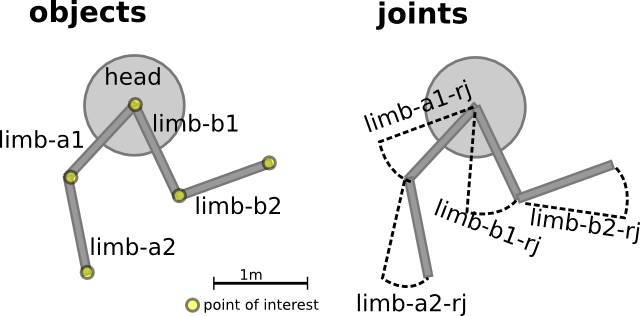 objects
joints
head
limb-a1
limb-b1
limb-b2
limb-a2
1m
point of interest
limb-a1-rj
limb-b1-rj
limb-b2-rj
limb-a2-rj